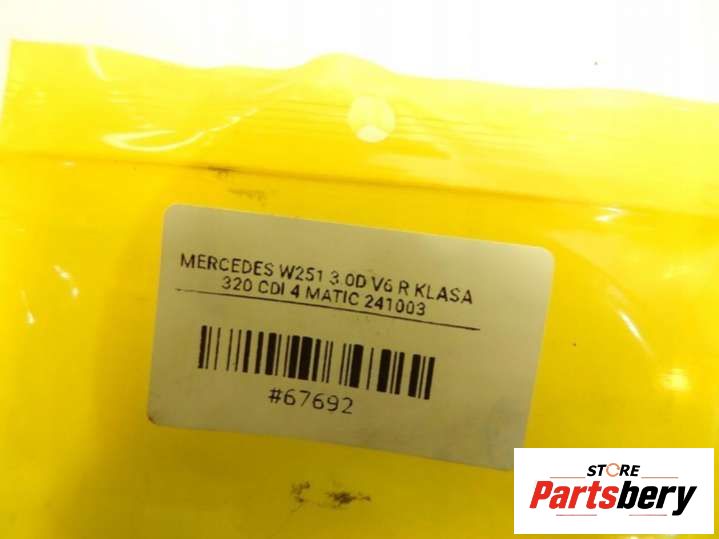 MERCEDES W251 3.0D V6 R KLASA
320 CDI 4 MATIC 241003
#67692
STORE
Partsbery